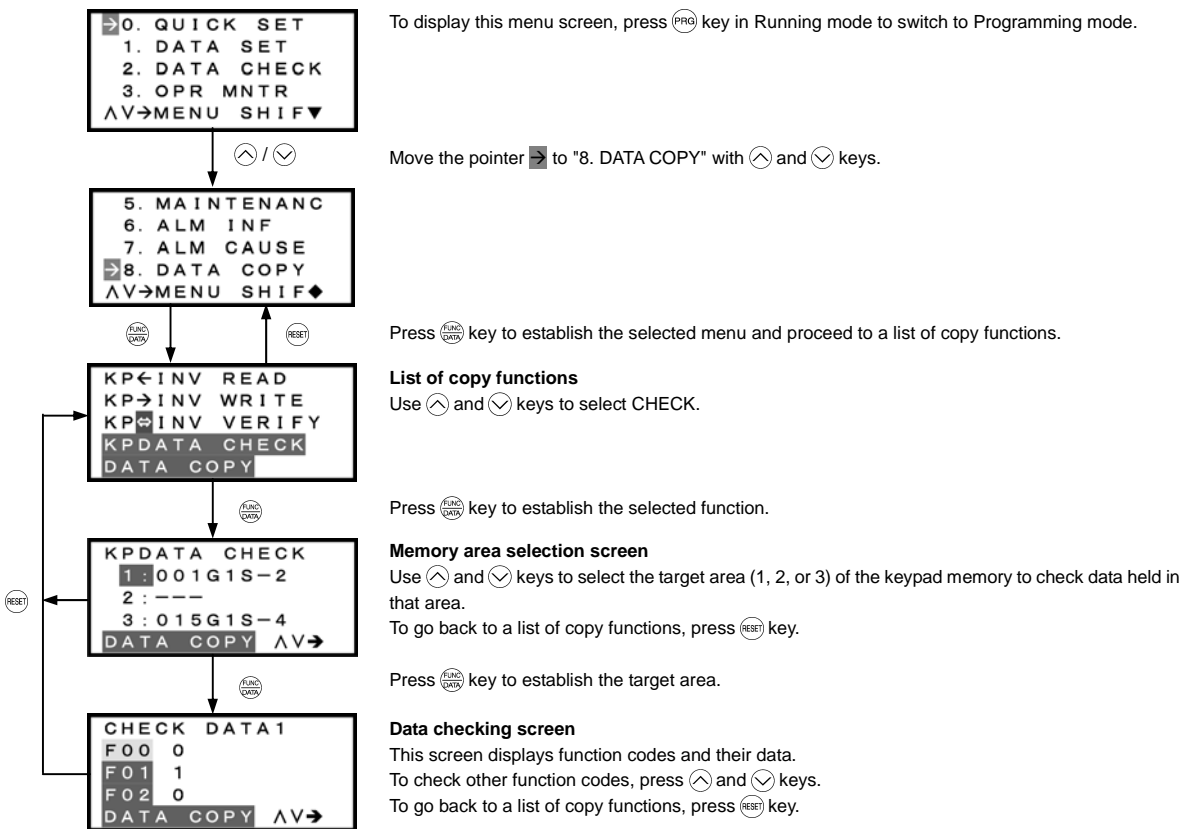 →0. QUICK SET
1. DATA SET
2. DATA CHECK
3. OPR MNTR
∧∨→MENU SHIF▼
To display this menu screen, press PRG key in Running mode to switch to Programming mode.
∧ / ∨
Move the pointer → to "8. DATA COPY" with ∧ and ∨ keys.
5. MAINTENANC
6. ALM INF
7. ALM CAUSE
→8. DATA COPY
∧∨→MENU SHIF◆
FUNC DATA
RESET
Press FUNC DATA key to establish the selected menu and proceed to a list of copy functions.
KP←INV READ
KP→INV WRITE
KP⇔INV VERIFY
KPDATA CHECK
DATA COPY
List of copy functions
Use ∧ and ∨ keys to select CHECK.
FUNC DATA
Press FUNC DATA key to establish the selected function.
KPDATA CHECK
1:001G1S-2
2:---
3:015G1S-4
DATA COPY ∧∨→
RESET
Memory area selection screen
Use ∧ and ∨ keys to select the target area (1, 2, or 3) of the keypad memory to check data held in
that area.
To go back to a list of copy functions, press RESET key.
FUNC DATA
Press FUNC DATA key to establish the target area.
CHECK DATA1
F00 0
F01 1
F02 0
DATA COPY ∧∨→
Data checking screen
This screen displays function codes and their data.
To check other function codes, press ∧ and ∨ keys.
To go back to a list of copy functions, press RESET key.